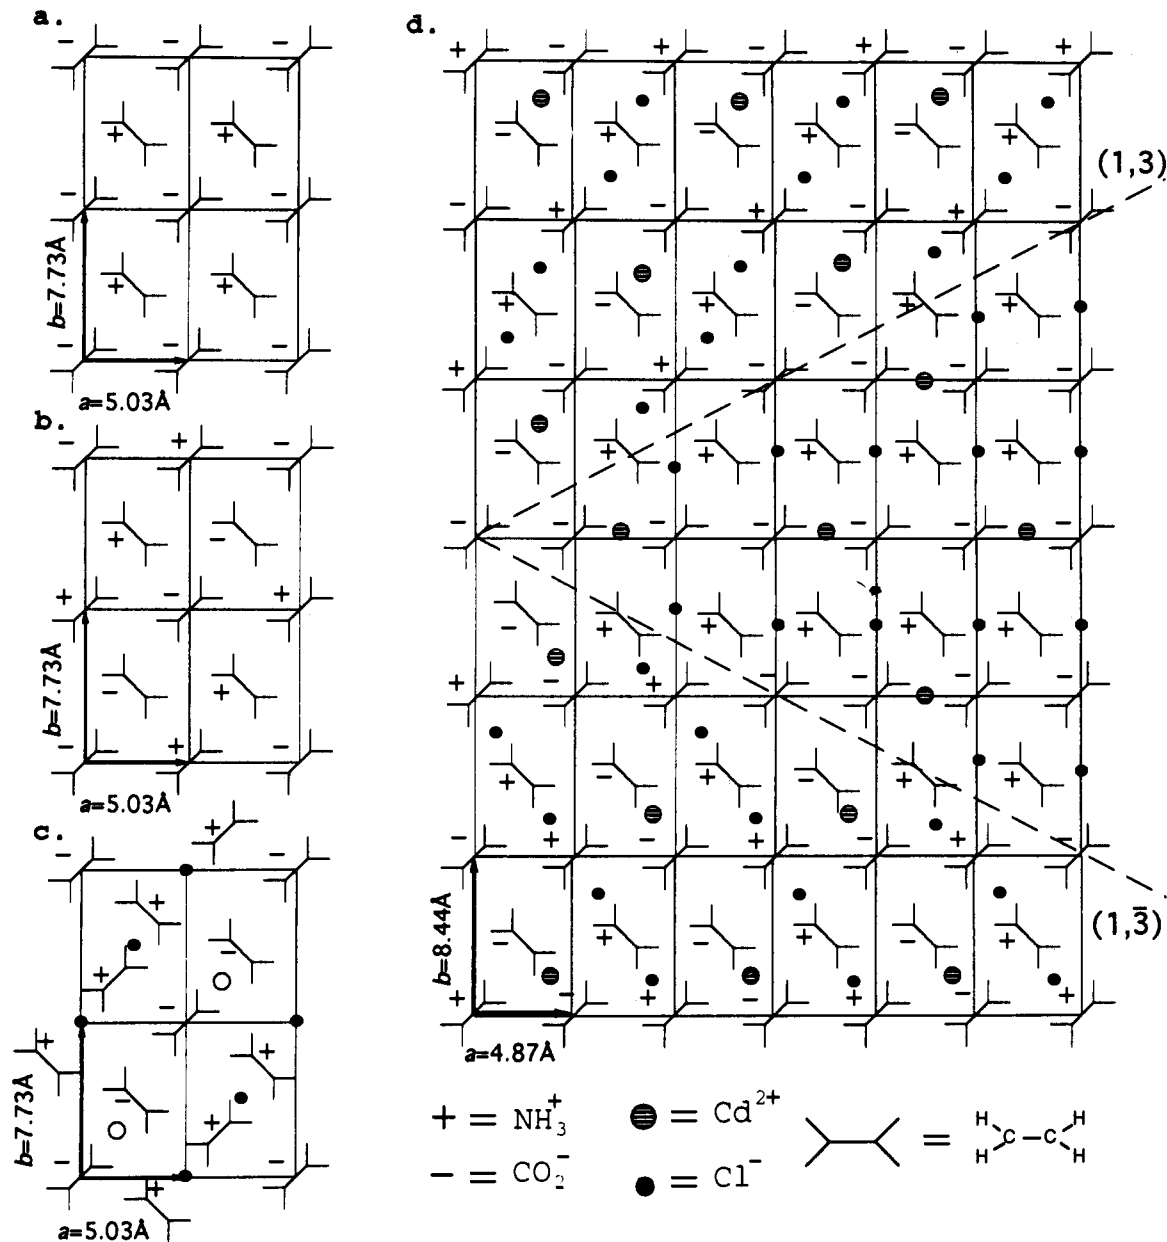 a.
b=7.73Å
a=5.03Å
b.
b=7.73Å
a=5.03Å
c.
b=7.73Å
a=5.03Å
d.
(1,3)
(1,3̄)
b=8.44Å
a=4.87Å
+ = NH₃⁺
− = CO₂⁻
= Cd²⁺
= Cl⁻
= H H C−C H H